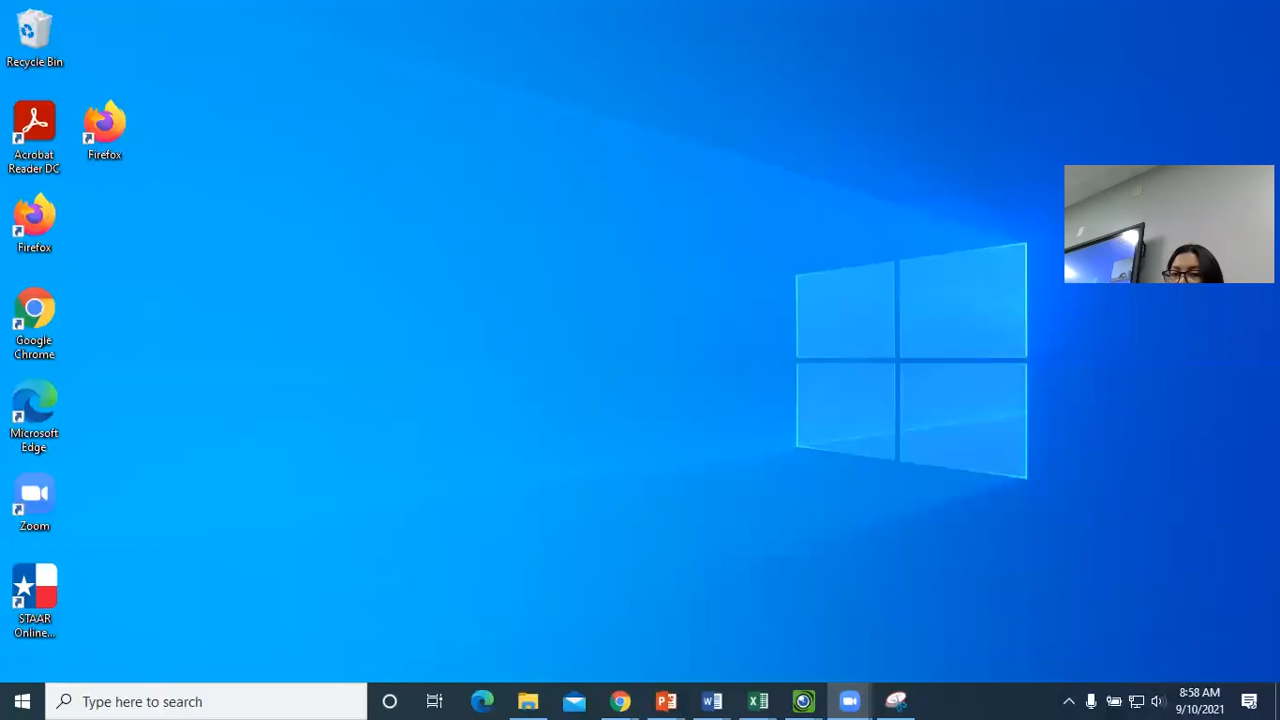 Recycle Bin
Acrobat
Reader DC
Firefox
Firefox
Google
Chrome
Microsoft
Edge
Zoom
STAAR
Online...
Type here to search
8:58 AM
9/10/2021